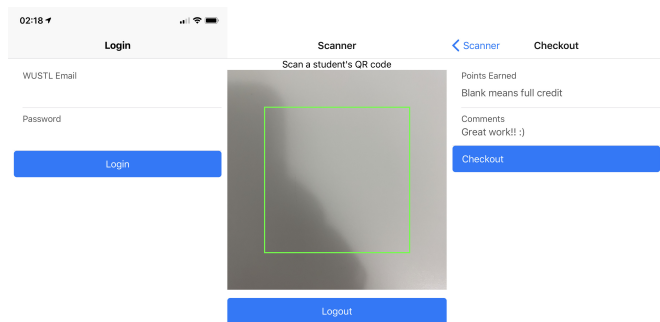 02:18
Login
WUSTL Email
Password
Login
Scanner
Scan a student's QR code
Logout
Scanner
Checkout
Points Earned
Blank means full credit
Comments
Great work!! :)
Checkout